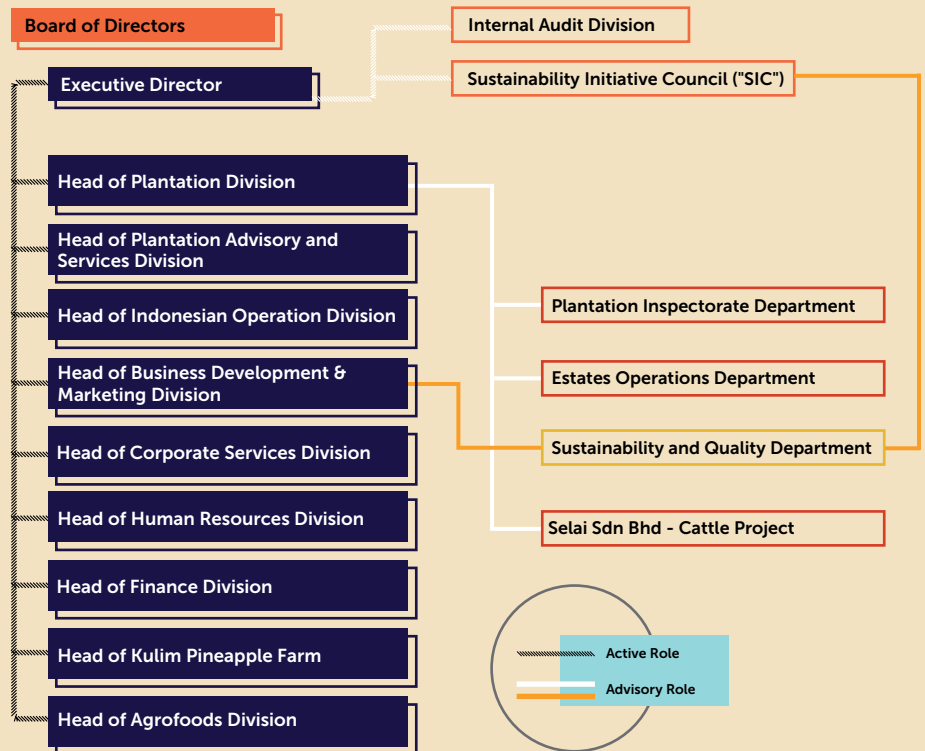 Board of Directors
Internal Audit Division
Executive Director
Sustainability Initiative Council ("SIC")
Head of Plantation Division
Head of Plantation Advisory and
Services Division
Head of Indonesian Operation Division
Plantation Inspectorate Department
Head of Business Development &
Marketing Division
Estates Operations Department
Head of Corporate Services Division
Sustainability and Quality Department
Head of Human Resources Division
Selai Sdn Bhd - Cattle Project
Head of Finance Division
Head of Kulim Pineapple Farm
Head of Agrofoods Division
Active Role
Advisory Role